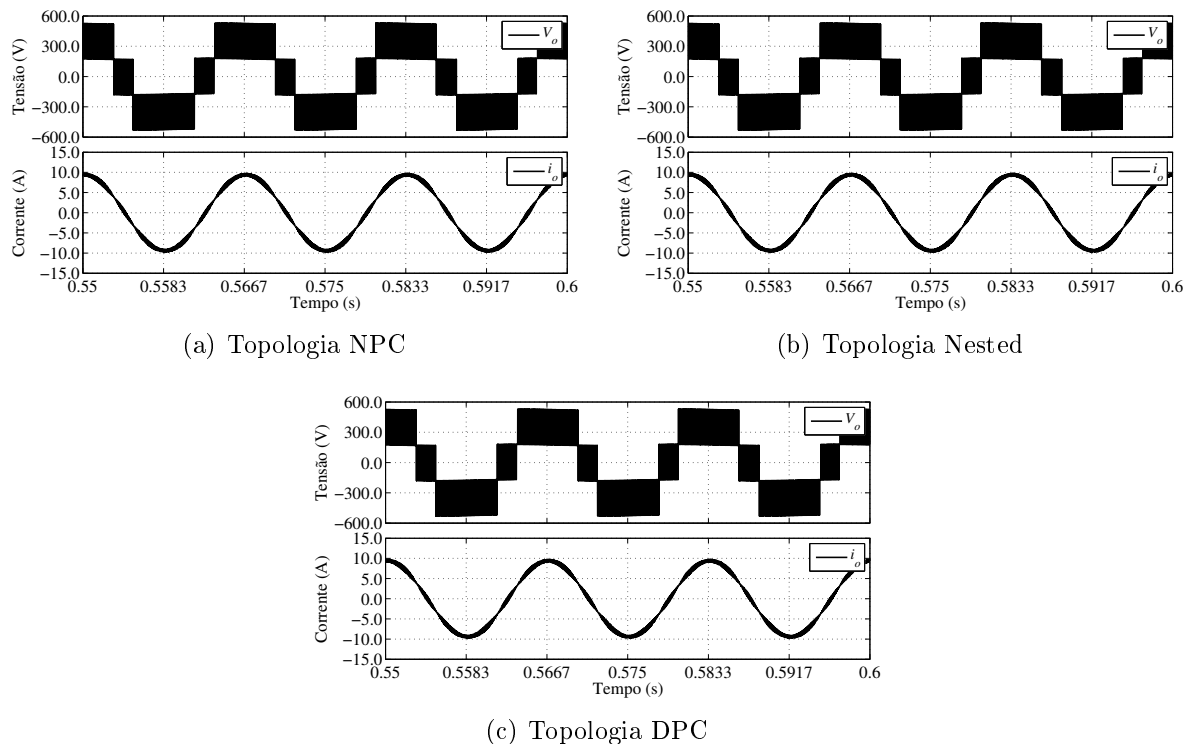 600.0
300.0
0.0
−300.0
−600.0
Tensão (V)
V_o
15.0
10.0
5.0
0.0
−5.0
−10.0
−15.0
Corrente (A)
i_o
0.55 0.5583 0.5667 0.575 0.5833 0.5917 0.6
Tempo (s)
(a) Topologia NPC
600.0
300.0
0.0
−300.0
−600.0
Tensão (V)
V_o
15.0
10.0
5.0
0.0
−5.0
−10.0
−15.0
Corrente (A)
i_o
0.55 0.5583 0.5667 0.575 0.5833 0.5917 0.6
Tempo (s)
(b) Topologia Nested
600.0
300.0
0.0
−300.0
−600.0
Tensão (V)
V_o
15.0
10.0
5.0
0.0
−5.0
−10.0
−15.0
Corrente (A)
i_o
0.55 0.5583 0.5667 0.575 0.5833 0.5917 0.6
Tempo (s)
(c) Topologia DPC